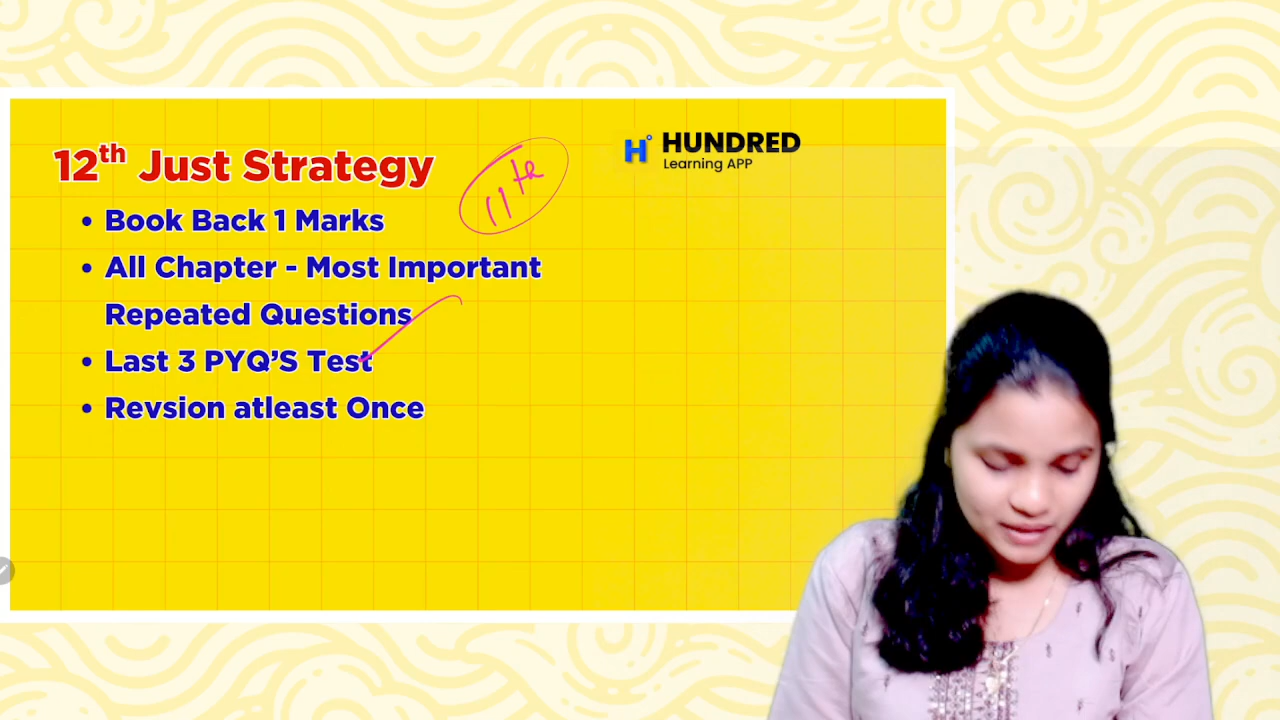 12th Just Strategy
11th
HUNDRED
Learning APP
• Book Back 1 Marks
• All Chapter - Most Important
Repeated Questions
• Last 3 PYQ'S Test
• Revsion atleast Once